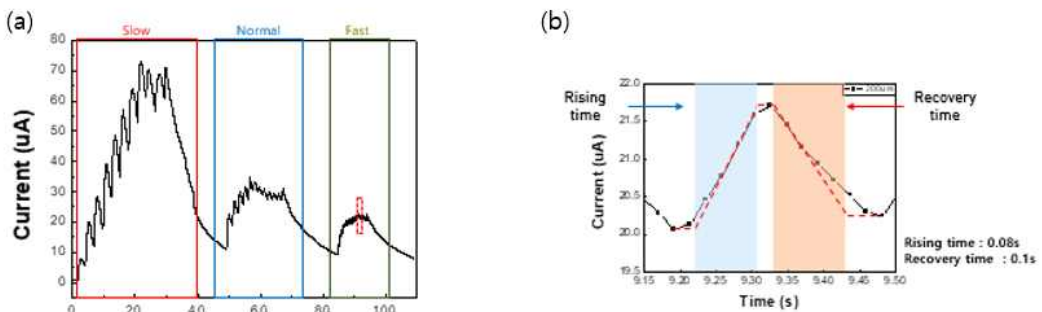 (a)
Slow Normal Fast
80
70
60
50
40
30
20
10
0
Current (uA)
0 20 40 60 80 100
(b)
22.0
21.5
21.0
20.5
20.0
19.5
Current (uA)
Rising time
Recovery time
9.15 9.20 9.25 9.30 9.35 9.40 9.45 9.50
Time (s)
Rising time : 0.08s
Recovery time : 0.1s